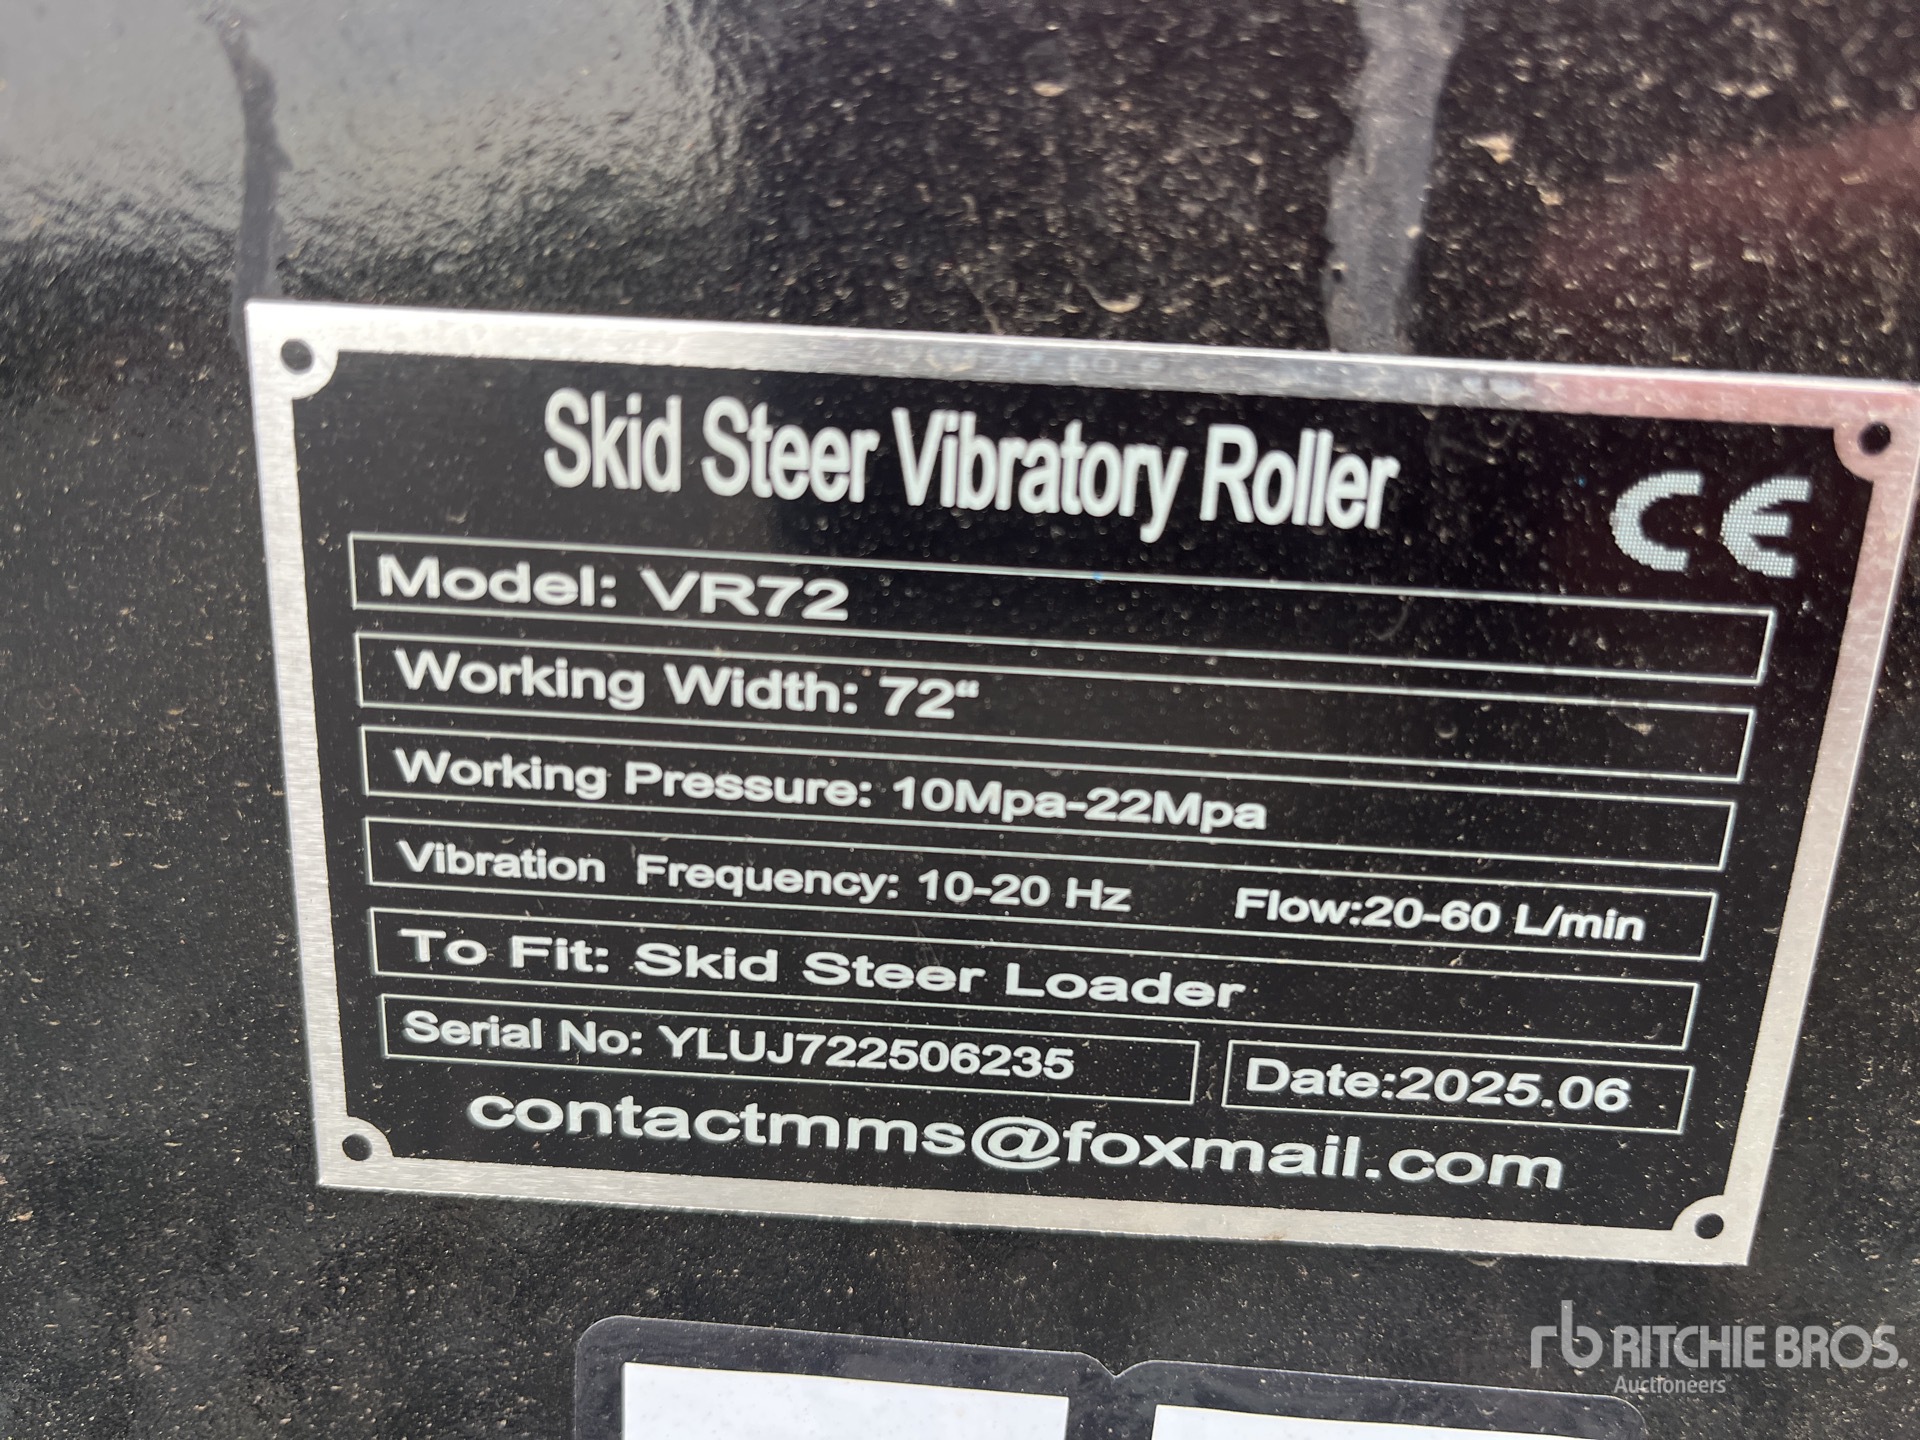 Skid Steer Vibratory Roller
CE
Model: VR72
Working Width: 72“
Working Pressure: 10Mpa-22Mpa
Vibration Frequency: 10-20 Hz Flow:20-60 L/min
To Fit: Skid Steer Loader
Serial No: YLUJ722506235 Date:2025.06
contactmms@foxmail.com
rb RITCHIE BROS.
Auctioneers